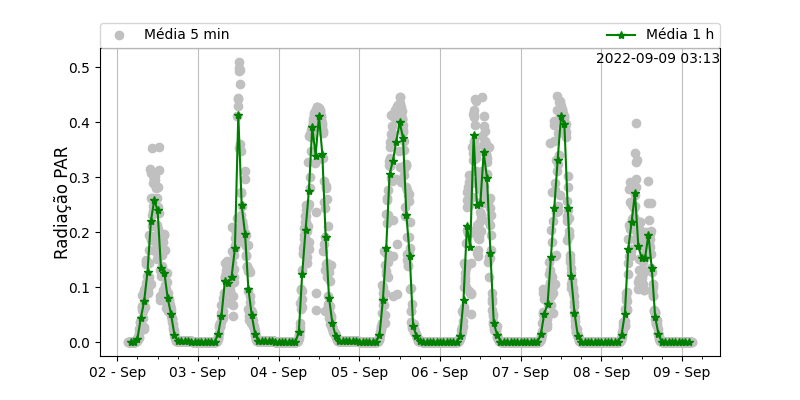 Média 5 min
Média 1 h
2022-09-09 03:13
Radiação PAR
0.5
0.4
0.3
0.2
0.1
0.0
02 - Sep 03 - Sep 04 - Sep 05 - Sep 06 - Sep 07 - Sep 08 - Sep 09 - Sep